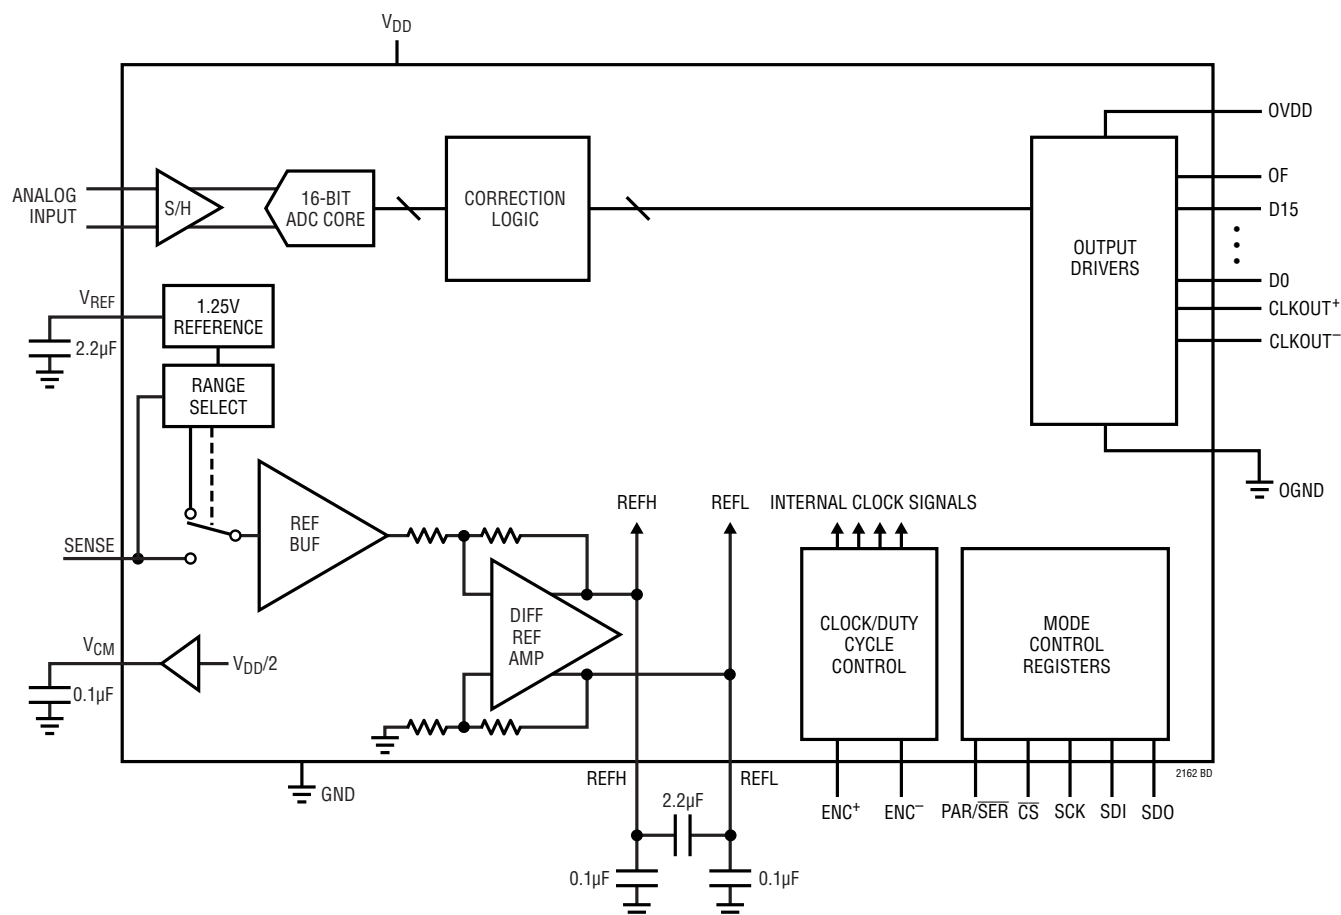 VDD
OVDD
OF
D15
D0
CLKOUT+
CLKOUT–
OGND
ANALOG
INPUT
S/H
16-BIT
ADC CORE
CORRECTION
LOGIC
OUTPUT
DRIVERS
VREF
2.2µF
1.25V
REFERENCE
RANGE
SELECT
SENSE
REF
BUF
REFH
REFL
INTERNAL CLOCK SIGNALS
DIFF
REF
AMP
CLOCK/DUTY
CYCLE
CONTROL
MODE
CONTROL
REGISTERS
VCM
0.1µF
VDD/2
GND
REFH
REFL
2.2µF
0.1µF
0.1µF
ENC+
ENC–
PAR/SER
CS
SCK
SDI
SDO
2162 BD